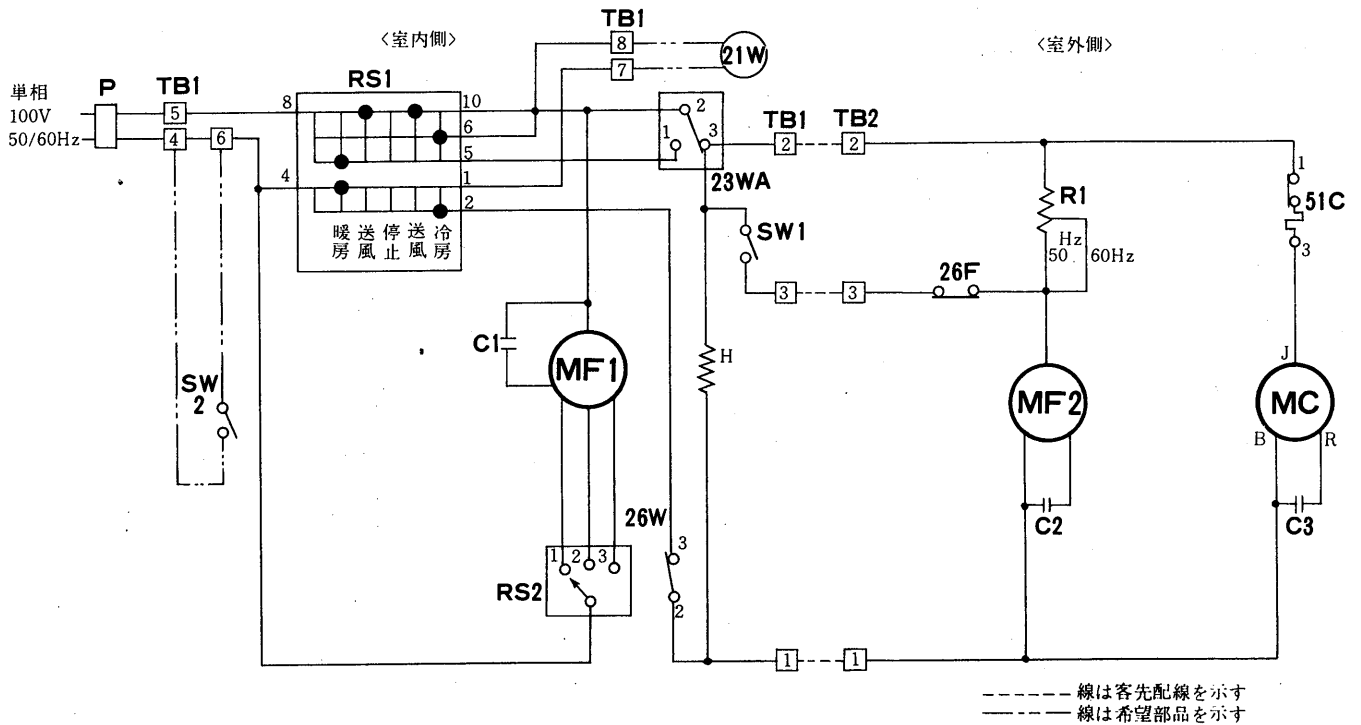 〈室内側〉
TB1
8
21W
7
〈室外側〉
単相
100V
50/60Hz
P
TB1
5
4
6
RS1
8
4
10
6
5
1
2
暖房
送風
停止
送風
冷房
2
1
3
23WA
TB1
TB2
2
2
SW1
3
3
26F
R1
Hz
50
60Hz
1
51C
3
C1
MF1
H
SW
2
J
MF2
MC
B
R
C2
C3
26W
3
2
RS2
1
2
3
1
1
線は客先配線を示す
線は希望部品を示す